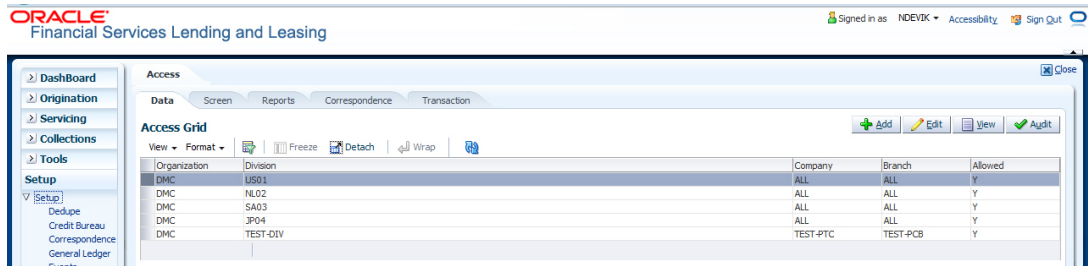 ORACLE
Signed in as NDEVIK Accessibility Sign Out
Financial Services Lending and Leasing
DashBoard
Origination
Servicing
Collections
Tools
Setup
Setup
Dedupe
Credit Bureau
Correspondence
General Ledger
Events
Access
Close
Data Screen Reports Correspondence Transaction
Access Grid
Add Edit View Audit
View Format Freeze Detach Wrap
Organization Division Company Branch Allowed
DMC US01 ALL ALL Y
DMC NL02 ALL ALL Y
DMC SA03 ALL ALL Y
DMC JP04 ALL ALL Y
DMC TEST-DIV TEST-PTC TEST-PCB Y